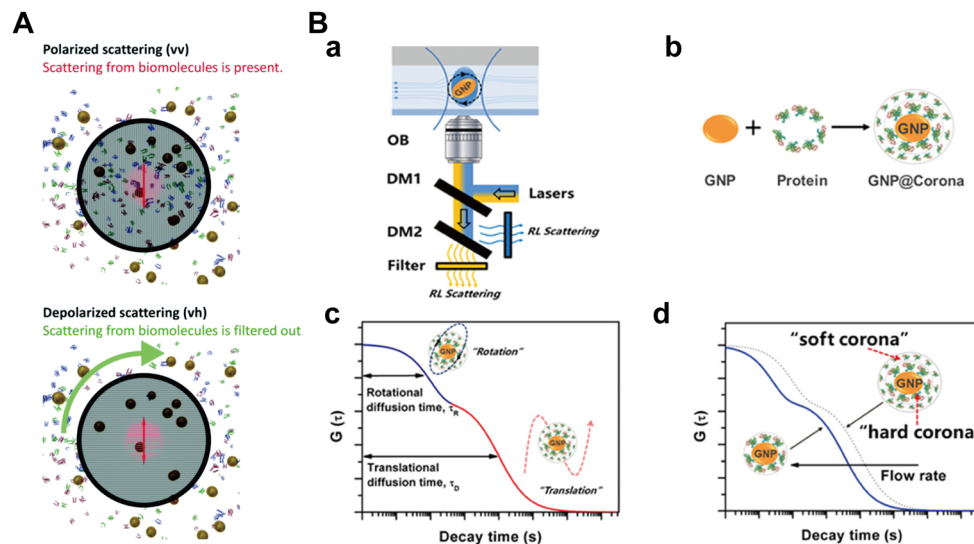 A
Polarized scattering (vv)
Scattering from biomolecules is present.
Depolarized scattering (vh)
Scattering from biomolecules is filtered out
B
a
GNP
OB
DM1
Lasers
DM2
RL Scattering
Filter
RL Scattering
b
GNP
+
GNP
Protein
GNP@Corona
c
G (τ)
GNP
"Rotation"
Rotational
diffusion time, τR
GNP
Translational
diffusion time, τD
"Translation"
Decay time (s)
d
G (τ)
"soft corona"
GNP
"hard corona"
GNP
Flow rate
Decay time (s)